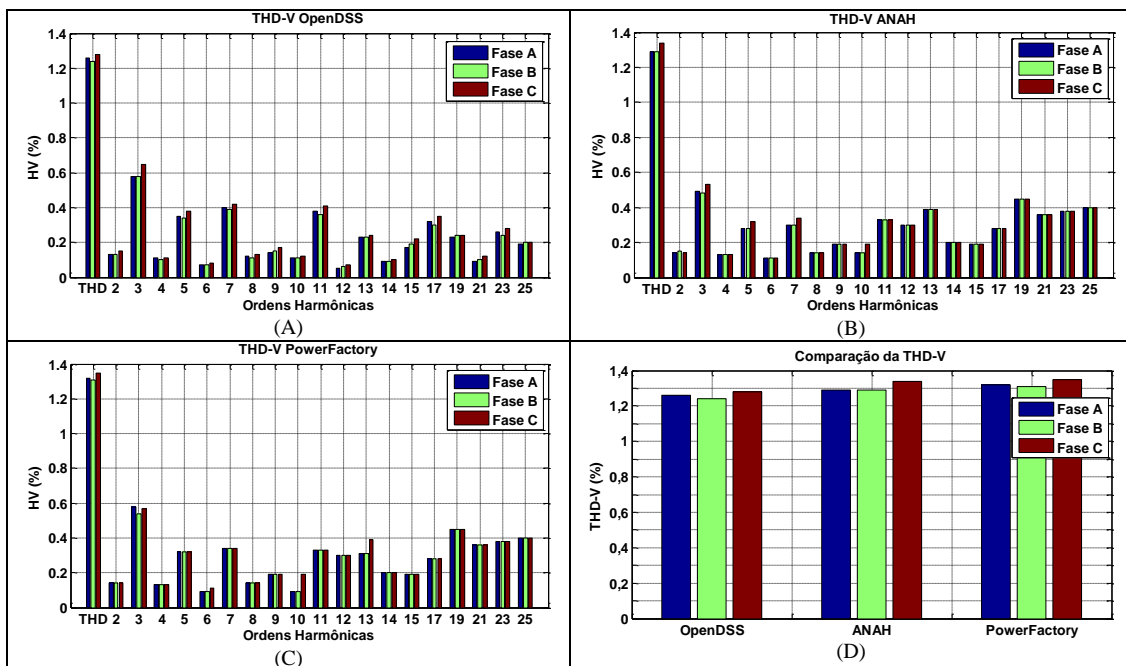 THD-V OpenDSS
1.4
1.2
1
0.8
0.6
0.4
0.2
0
HV (%)
Fase A
Fase B
Fase C
THD 2 3 4 5 6 7 8 9 10 11 12 13 14 15 17 19 21 23 25
Ordens Harmônicas
(A)
THD-V ANAH
1.4
1.2
1
0.8
0.6
0.4
0.2
0
HV (%)
Fase A
Fase B
Fase C
THD 2 3 4 5 6 7 8 9 10 11 12 13 14 15 17 19 21 23 25
Ordens Harmônicas
(B)
THD-V PowerFactory
1.4
1.2
1
0.8
0.6
0.4
0.2
0
HV (%)
Fase A
Fase B
Fase C
THD 2 3 4 5 6 7 8 9 10 11 12 13 14 15 17 19 21 23 25
Ordens Harmônicas
(C)
Comparação da THD-V
1,4
1,2
1
0,8
0,6
0,4
0,2
0
THD-V (%)
Fase A
Fase B
Fase C
OpenDSS ANAH PowerFactory
(D)